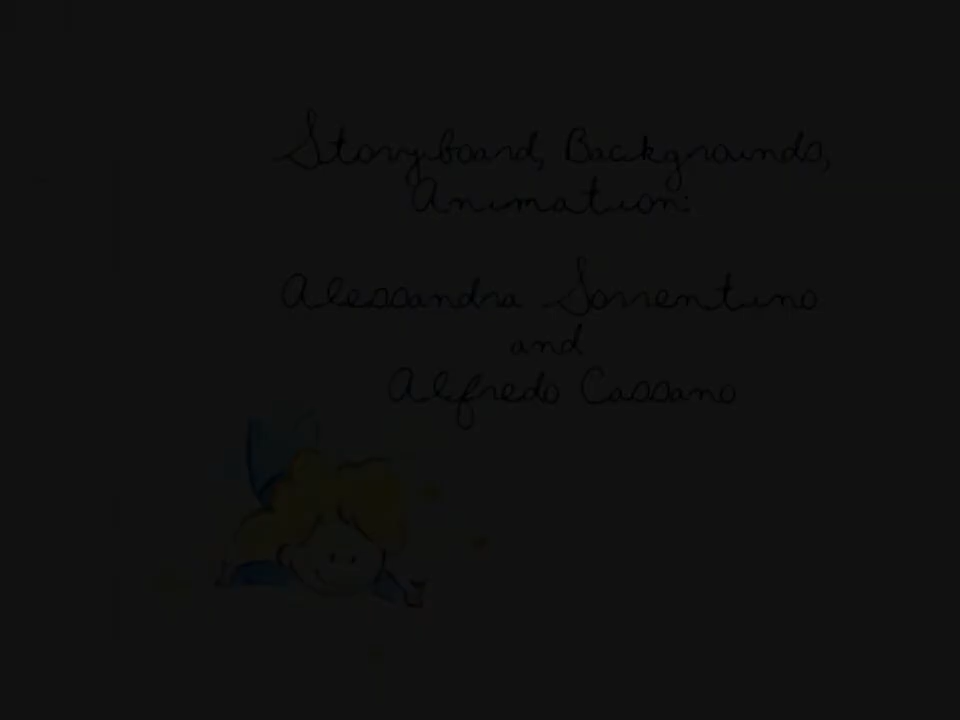 Storyboard, Backgrounds,
Animation:
Alessandra Sorrentino
and
Alfredo Cassano